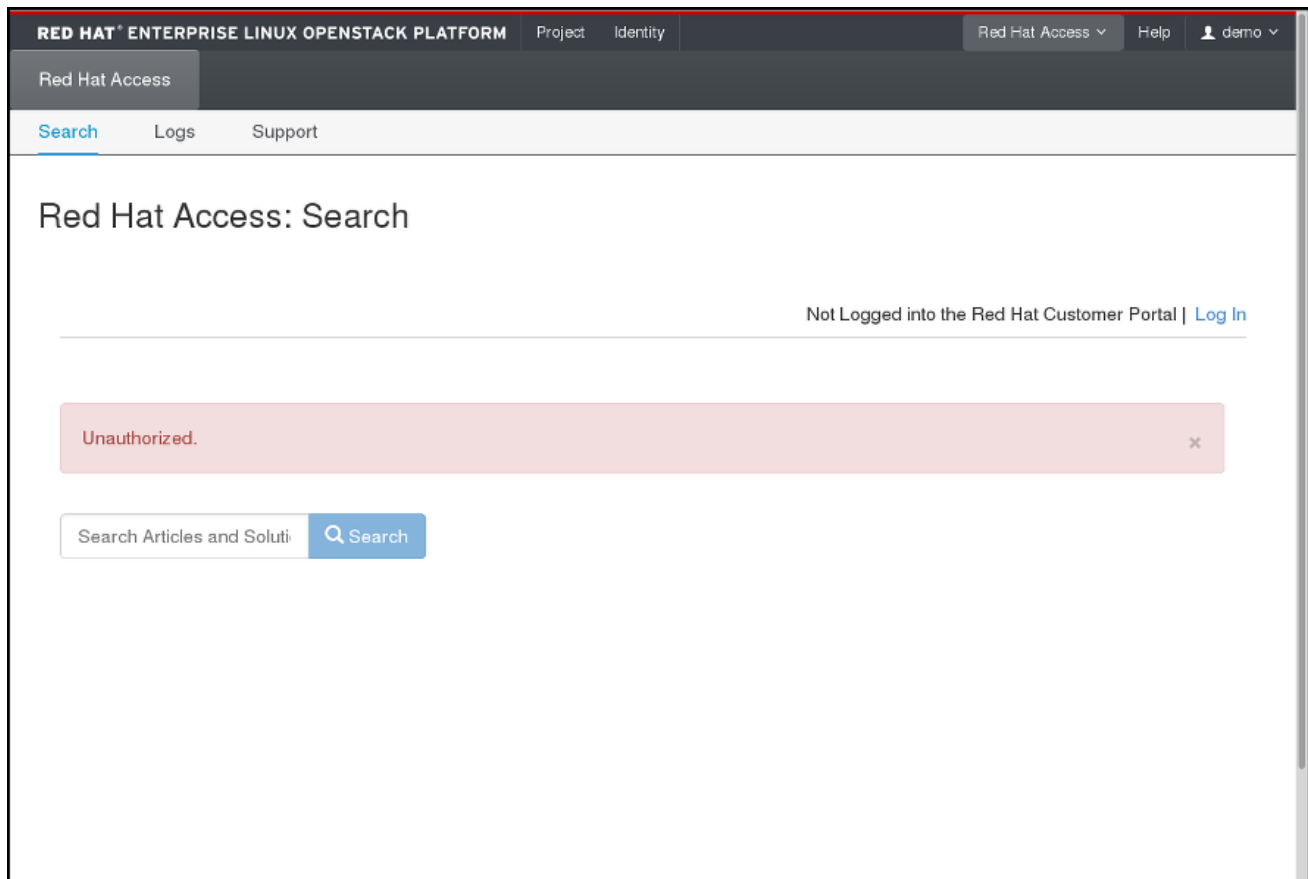 RED HAT® ENTERPRISE LINUX OPENSTACK PLATFORM Project Identity Red Hat Access Help demo
Red Hat Access
Search Logs Support
Red Hat Access: Search
Not Logged into the Red Hat Customer Portal | Log In
Unauthorized. ×
Search Articles and Soluti Search